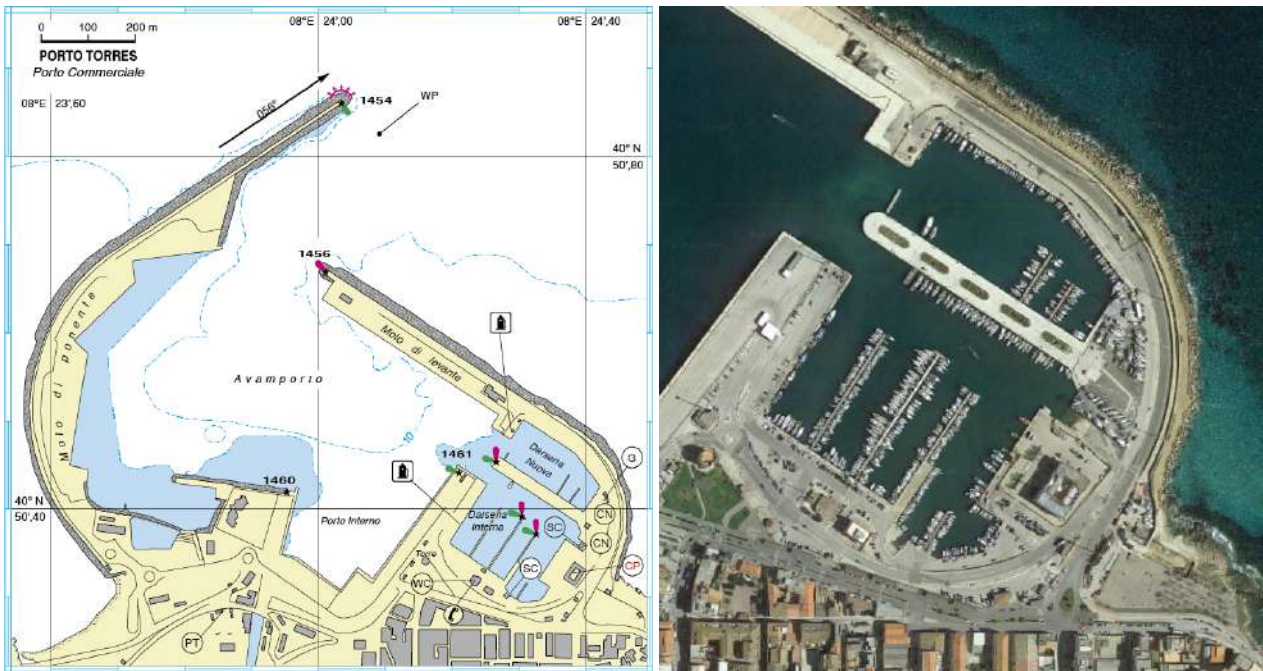 0 100 200 m
PORTO TORRES
Porto Commerciale
08°E 24',00
08°E 24',40
08°E 23',60
056°
1454
WP
40° N
50',80
1456
Molo di ponente
Molo di levante
Avamporto
10
1461
Darsena
Nuova
G
1460
40° N
50',40
Porto Interno
Darsena
Interna
SC
CN
CN
Torre
SC
CP
WC
PT